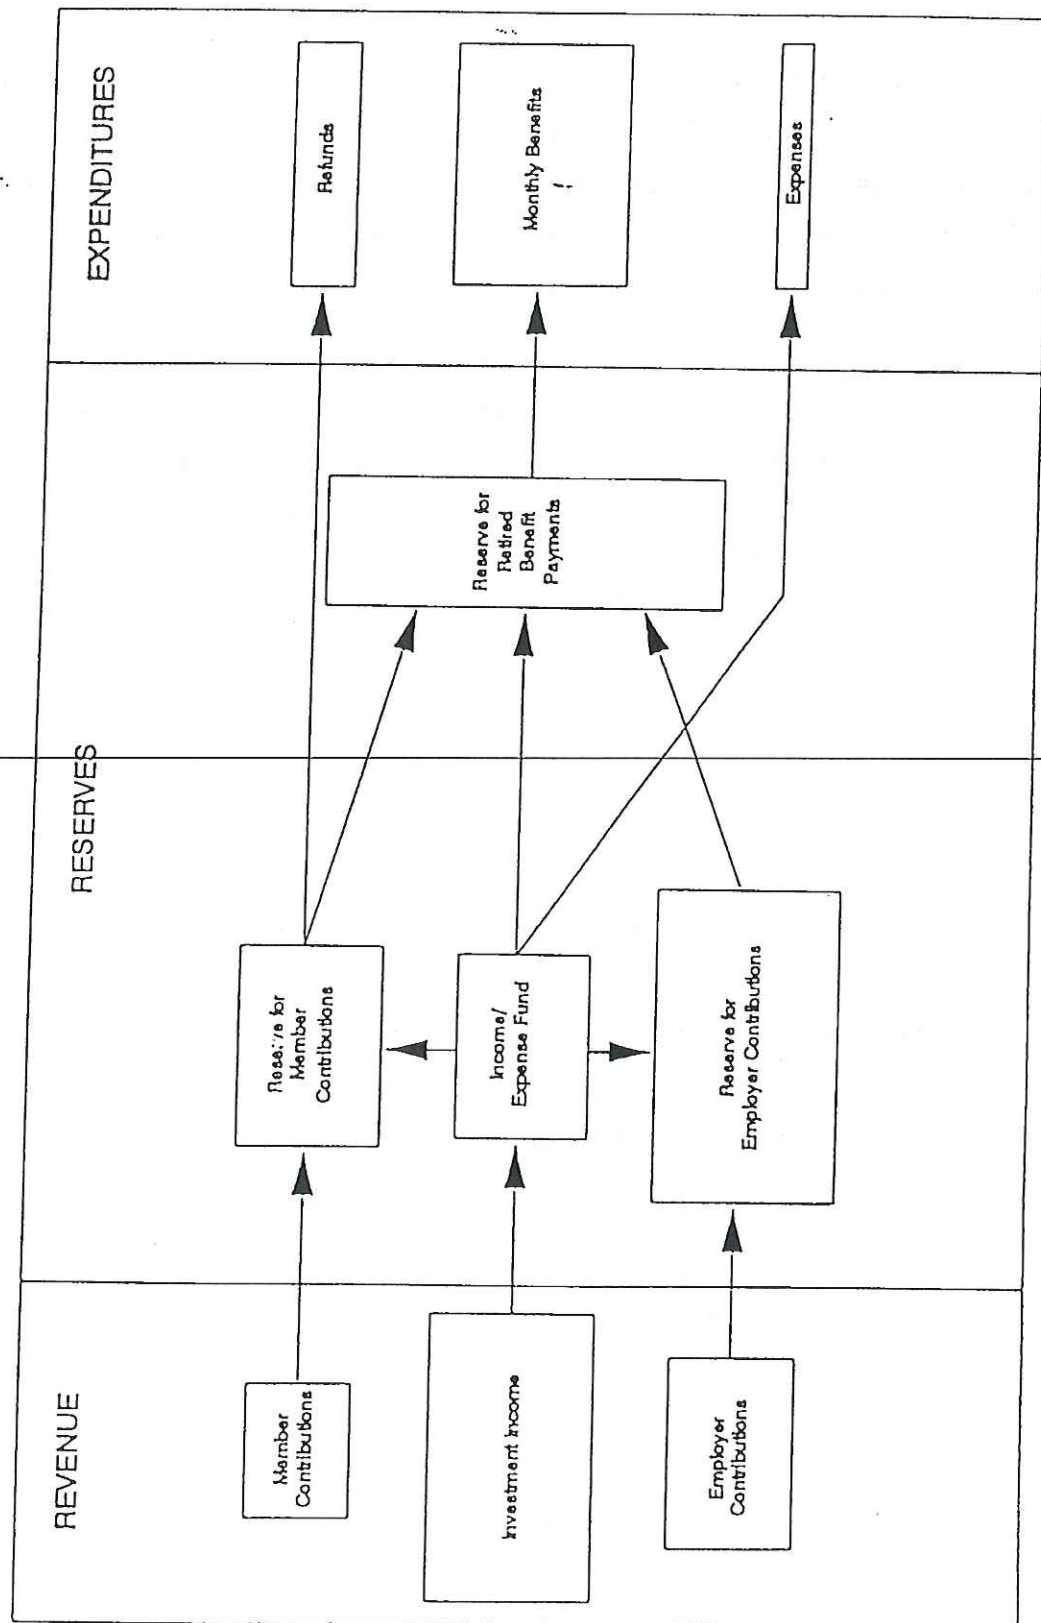 REVENUE
RESERVES
EXPENDITURES
Member
Contributions
Reserve for
Member
Contributions
Refunds
Investment Income
Income/
Expense Fund
Reserve for
Retired
Benefit
Payments
Monthly Benefits
Employer
Contributions
Reserve for
Employer Contributions
Expenses